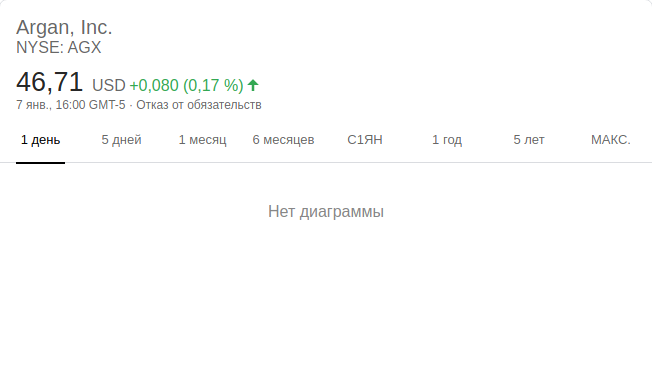 Argan, Inc.
NYSE: AGX
46,71 USD +0,080 (0,17 %)
7 янв., 16:00 GMT-5 · Отказ от обязательств
1 день 5 дней 1 месяц 6 месяцев С1ЯН 1 год 5 лет МАКС.
Нет диаграммы